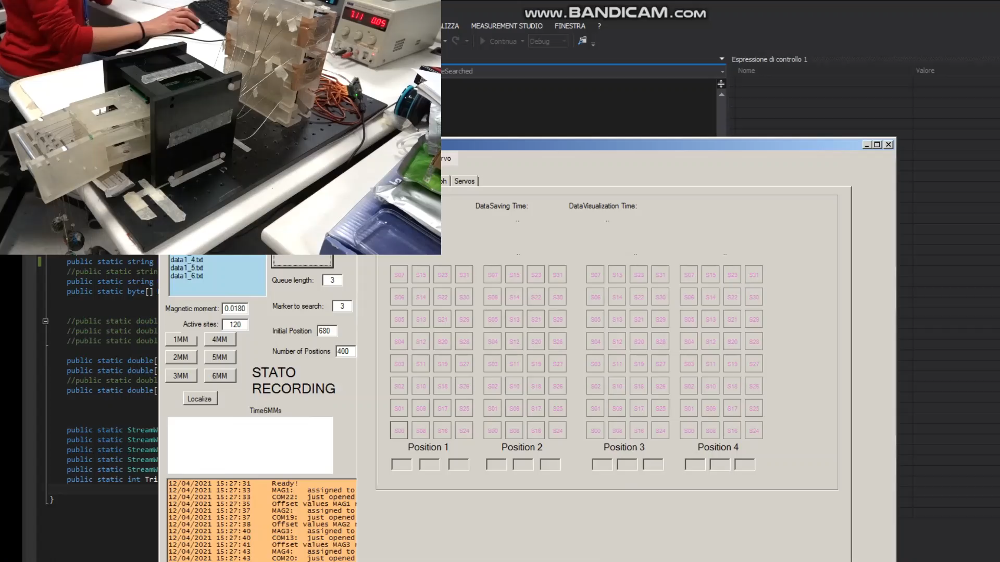 www.BANDICAM.com
LIZZA MEASUREMENT STUDIO FINESTRA ?
Continua Debug
Espressione di controllo 1
eSearched
Nome Valore
7.11 0.05
rvo
ph Servos
DataSaving Time: DataVisualization Time:
.. ..
.. .. ..
public static string
//public static strin
public static string
public static byte[]
//public static doubl
//public static doubl
//public static doubl
public static double[
public static double[
//public static doubl
public static double[
public static StreamW
public static StreamW
public static StreamW
public static StreamW
public static StreamW
public static int Tri
}
data1_4.txt
data1_5.txt
data1_6.txt
Queue length: 3
Magnetic moment: 0.0180
Marker to search: 3
Active sites: 120
Initial Position 680
1MM 4MM
Number of Positions 400
2MM 5MM
3MM 6MM
STATO
RECORDING
Localize
Time6MMs
12/04/2021 15:27:31 Ready!
12/04/2021 15:27:33 MAG1: assigned to
12/04/2021 15:27:33 COM22: just opened
12/04/2021 15:27:35 Offset values MAG1
12/04/2021 15:27:37 MAG2: assigned to
12/04/2021 15:27:37 COM19: just opened
12/04/2021 15:27:38 Offset values MAG2
12/04/2021 15:27:40 MAG3: assigned to
12/04/2021 15:27:40 COM13: just opened
12/04/2021 15:27:41 Offset values MAG3
12/04/2021 15:27:43 MAG4: assigned to
12/04/2021 15:27:43 COM20: just opened
S07 S15 S23 S31 S07 S15 S23 S31 S07 S15 S23 S31 S07 S15 S23 S31
S06 S14 S22 S30 S06 S14 S22 S30 S06 S14 S22 S30 S06 S14 S22 S30
S05 S13 S21 S29 S05 S13 S21 S29 S05 S13 S21 S29 S05 S13 S21 S29
S04 S12 S20 S28 S04 S12 S20 S28 S04 S12 S20 S28 S04 S12 S20 S28
S03 S11 S19 S27 S03 S11 S19 S27 S03 S11 S19 S27 S03 S11 S19 S27
S02 S10 S18 S26 S02 S10 S18 S26 S02 S10 S18 S26 S02 S10 S18 S26
S01 S09 S17 S25 S01 S09 S17 S25 S01 S09 S17 S25 S01 S09 S17 S25
S00 S08 S16 S24 S00 S08 S16 S24 S00 S08 S16 S24 S00 S08 S16 S24
Position 1 Position 2 Position 3 Position 4